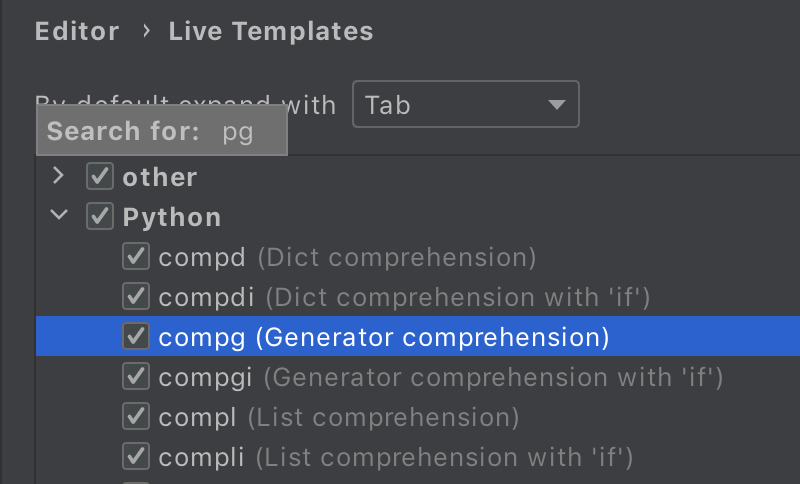 Editor › Live Templates
By default expand with Tab
Search for: pg
other
Python
compd (Dict comprehension)
compdi (Dict comprehension with 'if')
compg (Generator comprehension)
compgi (Generator comprehension with 'if')
compl (List comprehension)
compli (List comprehension with 'if')